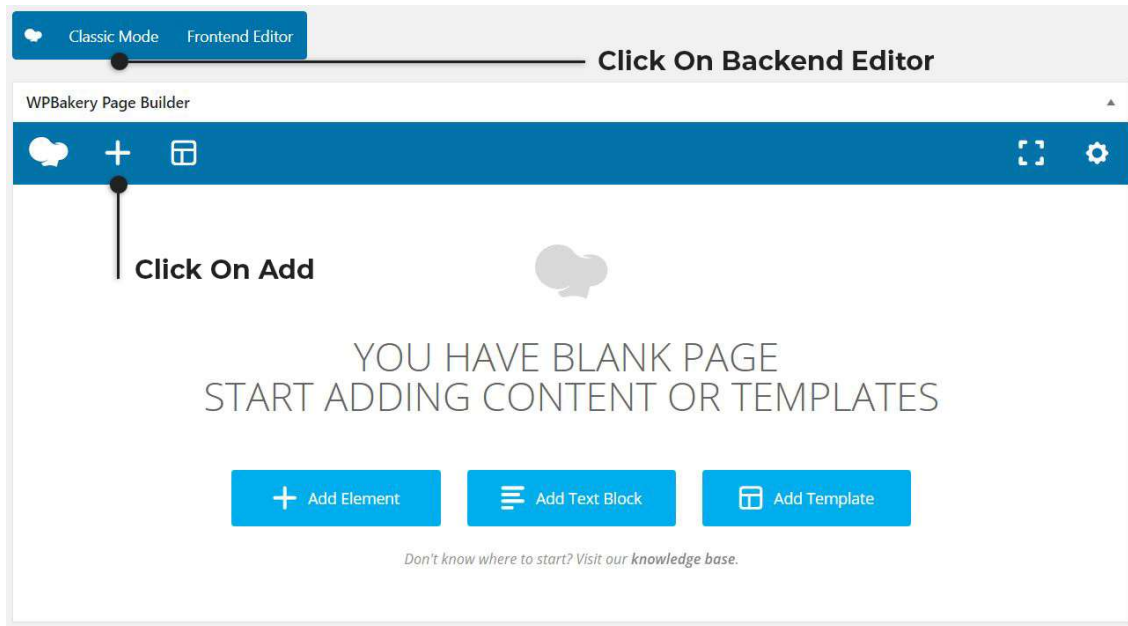 Classic Mode Frontend Editor
Click On Backend Editor
WPBakery Page Builder
Click On Add
YOU HAVE BLANK PAGE
START ADDING CONTENT OR TEMPLATES
Add Element Add Text Block Add Template
Don't know where to start? Visit our knowledge base.